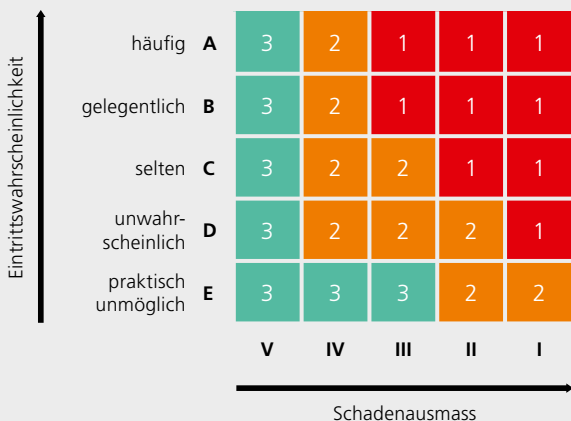 Eintrittswahrscheinlichkeit
häufig A 3 2 1 1 1
gelegentlich B 3 2 1 1 1
selten C 3 2 2 1 1
unwahr-
scheinlich D 3 2 2 2 1
praktisch
unmöglich E 3 3 3 2 2
V IV III II I
Schadenausmass